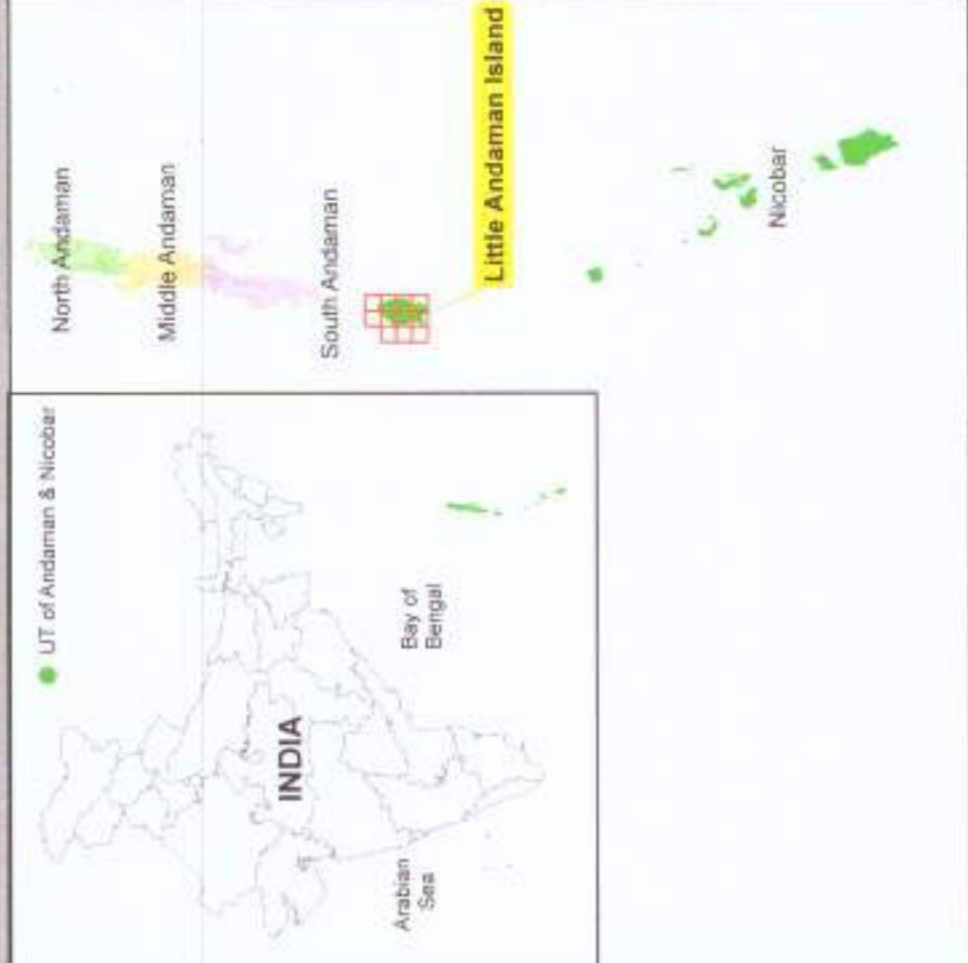 UT of Andaman & Nicobar
INDIA
Arabian
Sea
Bay of
Bengal
North Andaman
Middle Andaman
South Andaman
Little Andaman Island
Nicobar